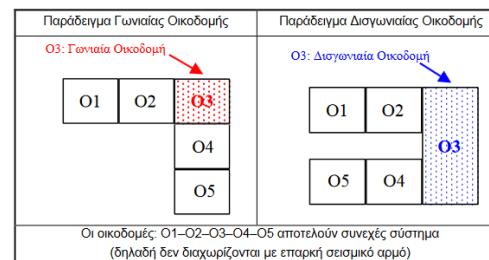 Παράδειγμα Γωνιαίας Οικοδομής
Παράδειγμα Δισγωνιαίας Οικοδομής
Ο3: Γωνιαία Οικοδομή
Ο3: Δισγωνιαία Οικοδομή
Ο1 Ο2 Ο3
Ο4
Ο5
Ο1 Ο2
Ο3
Ο5 Ο4
Οι οικοδομές: Ο1–Ο2–Ο3–Ο4–Ο5 αποτελούν συνεχές σύστημα
(δηλαδή δεν διαχωρίζονται με επαρκή σεισμικό αρμό)